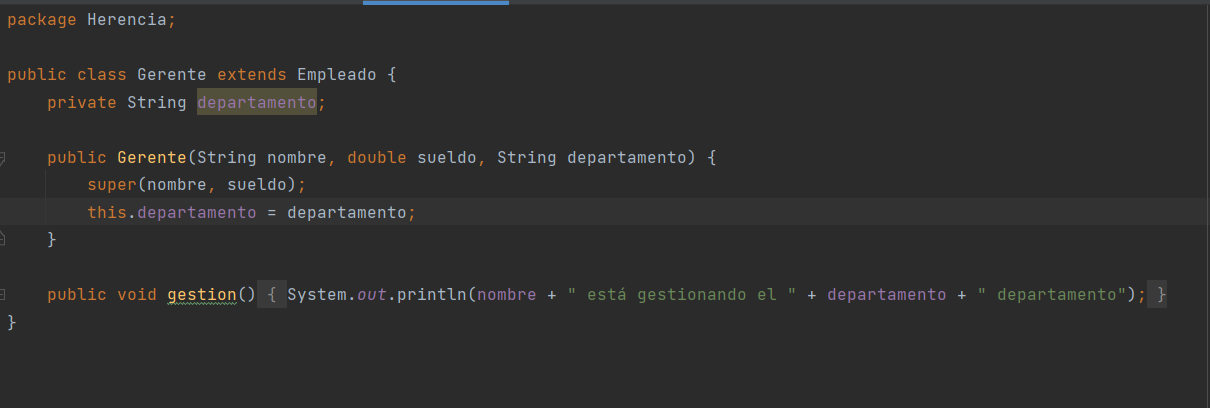 package Herencia;
public class Gerente extends Empleado {
private String departamento;
public Gerente(String nombre, double sueldo, String departamento) {
super(nombre, sueldo);
this.departamento = departamento;
}
public void gestion() { System.out.println(nombre + " está gestionando el " + departamento + " departamento"); }
}